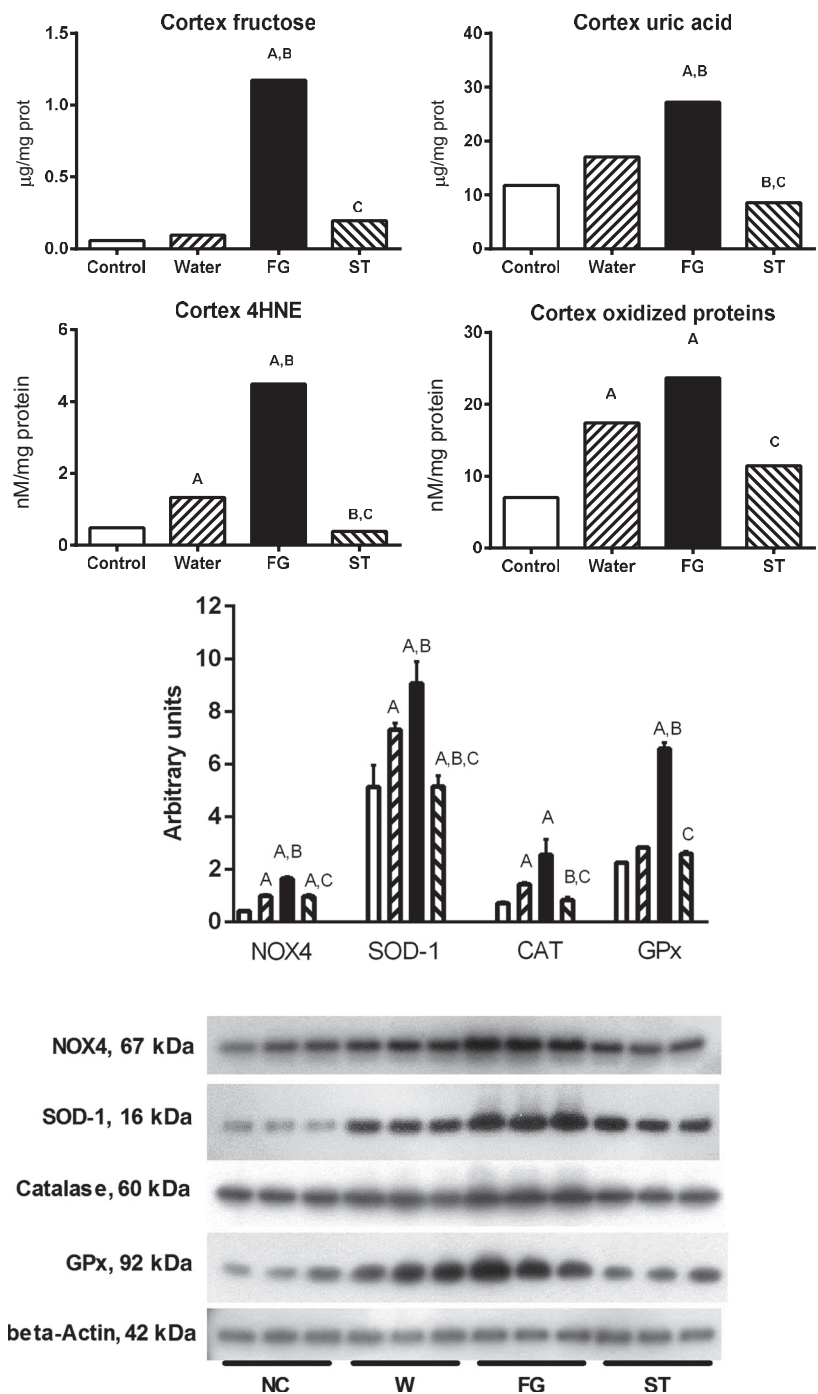 Cortex fructose
1.5
1.0
0.5
0.0
µg/mg prot
A,B
C
Control Water FG ST
Cortex uric acid
40
30
20
10
0
µg/mg prot
A,B
B,C
Control Water FG ST
Cortex 4HNE
6
4
2
0
nM/mg protein
A
A,B
B,C
Control Water FG ST
Cortex oxidized proteins
30
20
10
0
nM/mg protein
A
A
C
Control Water FG ST
12
10
8
6
4
2
0
Arbitrary units
A
A,B
A,C
A
A,B
A,B,C
A
A
B,C
A,B
C
NOX4 SOD-1 CAT GPx
NOX4, 67 kDa
SOD-1, 16 kDa
Catalase, 60 kDa
GPx, 92 kDa
beta-Actin, 42 kDa
NC W FG ST